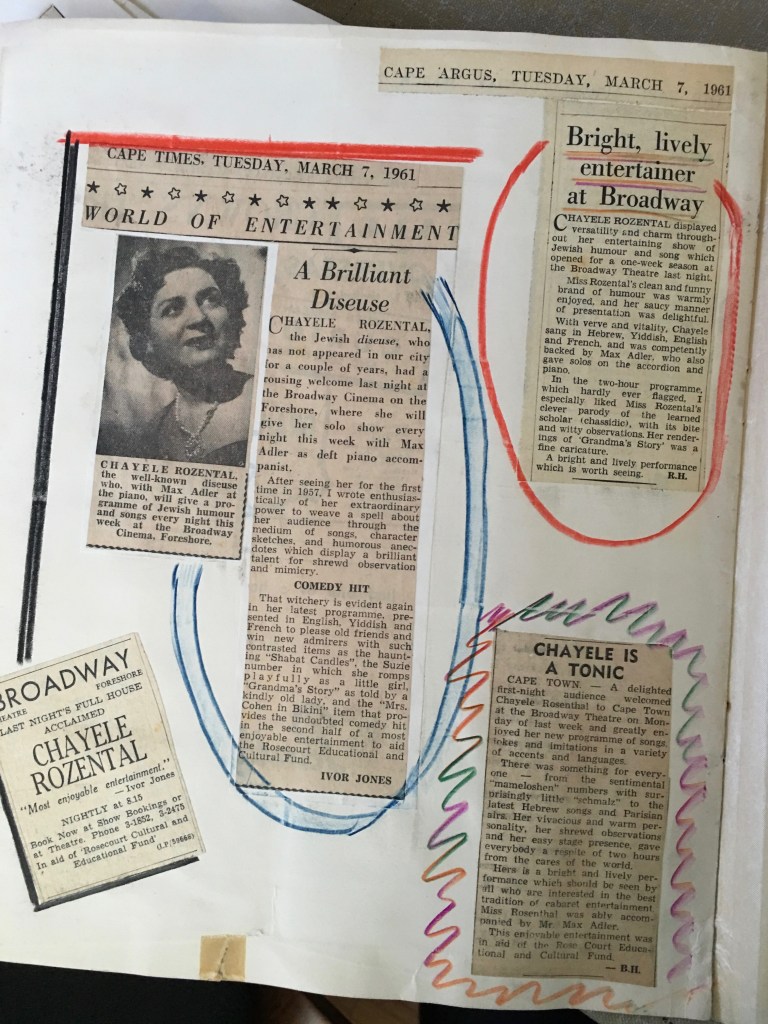 CAPE ARGUS, TUESDAY, MARCH 7, 1961
Bright, lively
entertainer
at Broadway
CHAYELE ROZENTAL displayed
versatility and charm through-
out her entertaining show of
Jewish humour and song which
opened for a one-week season at
the Broadway Theatre last night.
Miss Rozental's clean and funny
brand of humour was warmly
enjoyed, and her saucy manner
of presentation was delightful.
With verve and vitality, Chayele
sang in Hebrew, Yiddish, English
and French, and was competently
backed by Max Adler, who also
gave solos on the accordion and
piano.
In the two-hour programme,
which hardly ever flagged, I
especially liked Miss Rozental's
clever parody of the learned
scholar (chassidic), with its bite
and witty observations. Her render-
ings of 'Grandma's Story' was a
fine caricature.
A bright and lively performance
which is worth seeing. R.H.
CAPE TIMES, TUESDAY, MARCH 7, 1961
WORLD OF ENTERTAINMENT
CHAYELE ROZENTAL,
the well-known diseuse
who, with Max Adler at
the piano, will give a pro-
gramme of Jewish humour
and songs every night this
week at the Broadway
Cinema, Foreshore.
A Brilliant
Diseuse
CHAYELE ROZENTAL,
the Jewish diseuse, who
has not appeared in our city
for a couple of years, had a
rousing welcome last night at
the Broadway Cinema on the
Foreshore, where she will
give her solo show every
night this week with Max
Adler as deft piano accom-
panist.
After seeing her for the first
time in 1957, I wrote enthusias-
tically of her extraordinary
power to weave a spell about
her audience through the
medium of songs, character
sketches, and humorous anec-
dotes which display a brilliant
talent for shrewd observation
and mimicry.
COMEDY HIT
That witchery is evident again
in her latest programme, pre-
sented in English, Yiddish and
French to please old friends and
win new admirers with such
contrasted items as the haunt-
ing "Shabat Candles", the Suzie
number in which she romps
playfully as a little girl,
"Grandma's Story" as told by a
kindly old lady, and the "Mrs.
Cohen in Bikini" item that pro-
vides the undoubted comedy hit
in the second half of a most
enjoyable entertainment to aid
the Rosecourt Educational and
Cultural Fund.
IVOR JONES
BROADWAY
THEATRE FORESHORE
LAST NIGHT'S FULL HOUSE
ACCLAIMED
CHAYELE
ROZENTAL
"Most enjoyable entertainment."
— Ivor Jones
NIGHTLY at 8.15
Book Now at Show Bookings or
at Theatre. Phone 3-1852, 3-2475
In aid of 'Rosecourt Cultural and
Educational Fund'
CHAYELE IS
A TONIC
CAPE TOWN — A delighted
first-night audience welcomed
Chayele Rosenthal to Cape Town
at the Broadway Theatre on Mon-
day of last week and greatly en-
joyed her new programme of songs,
jokes and imitations in a variety
of accents and languages.
There was something for every-
one — from the sentimental
"mameloshen" numbers with sur-
prisingly little "schmalz" to the
latest Hebrew songs and Parisian
airs. Her vivacious and warm per-
sonality, her shrewd observations
and her easy stage presence, gave
everybody a respite of two hours
from the cares of the world.
Hers is a bright and lively per-
formance which should be seen by
all who are interested in the best
tradition of cabaret entertainment.
Miss Rosenthal was ably accom-
panied by Mr. Max Adler.
This enjoyable entertainment was
in aid of the Rose Court Educa-
tional and Cultural Fund.
— B.H.